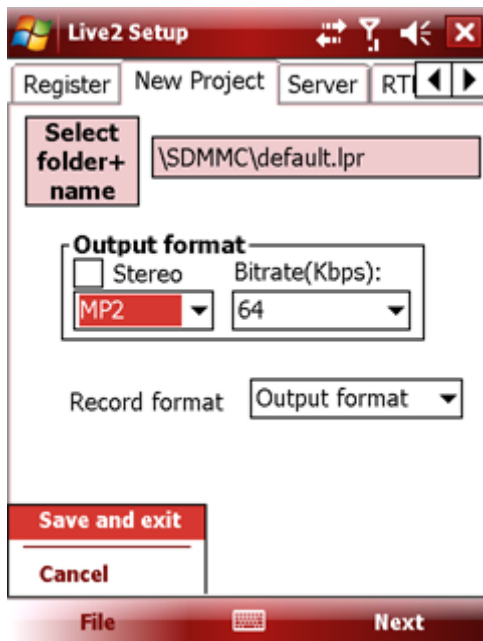 Live2 Setup
Register New Project Server RT
Select
folder+
name
\SDMMC\default.lpr
Output format
Stereo Bitrate(Kbps):
MP2 64
Record format Output format
Save and exit
Cancel
File Next